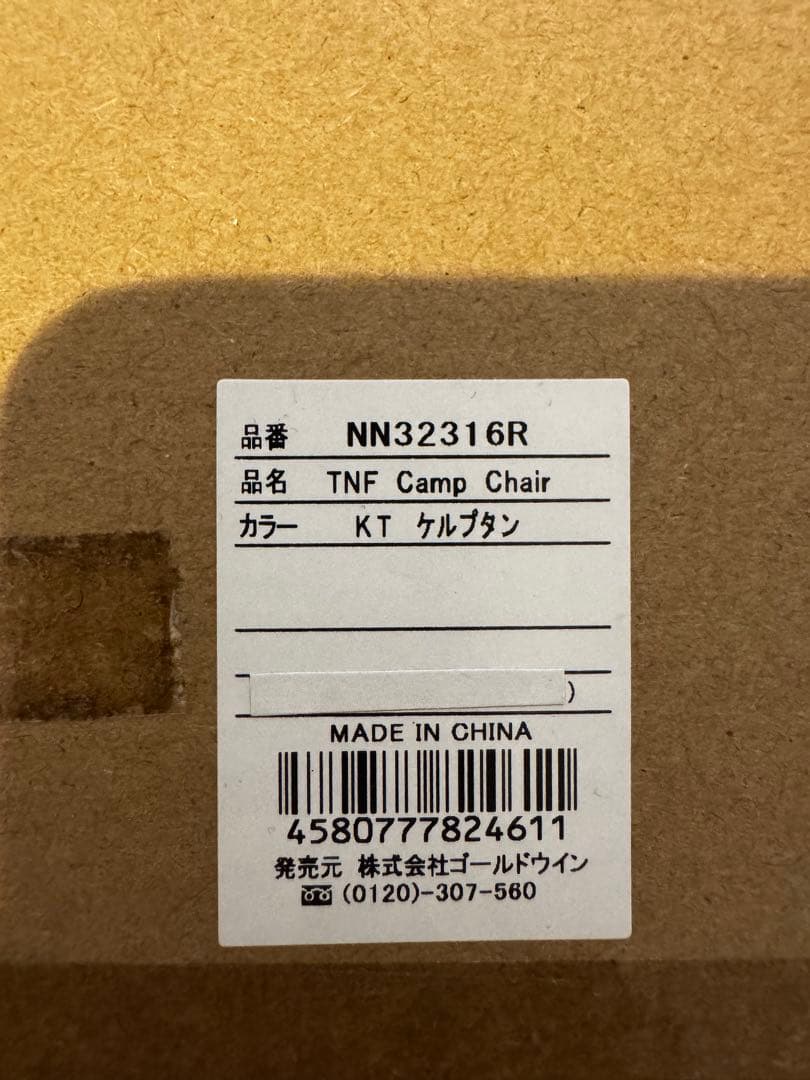 品番 NN32316R
品名 TNF Camp Chair
カラー KT ケルプタン
)
MADE IN CHINA
4580777824611
発売元 株式会社ゴールドウイン
(0120)-307-560